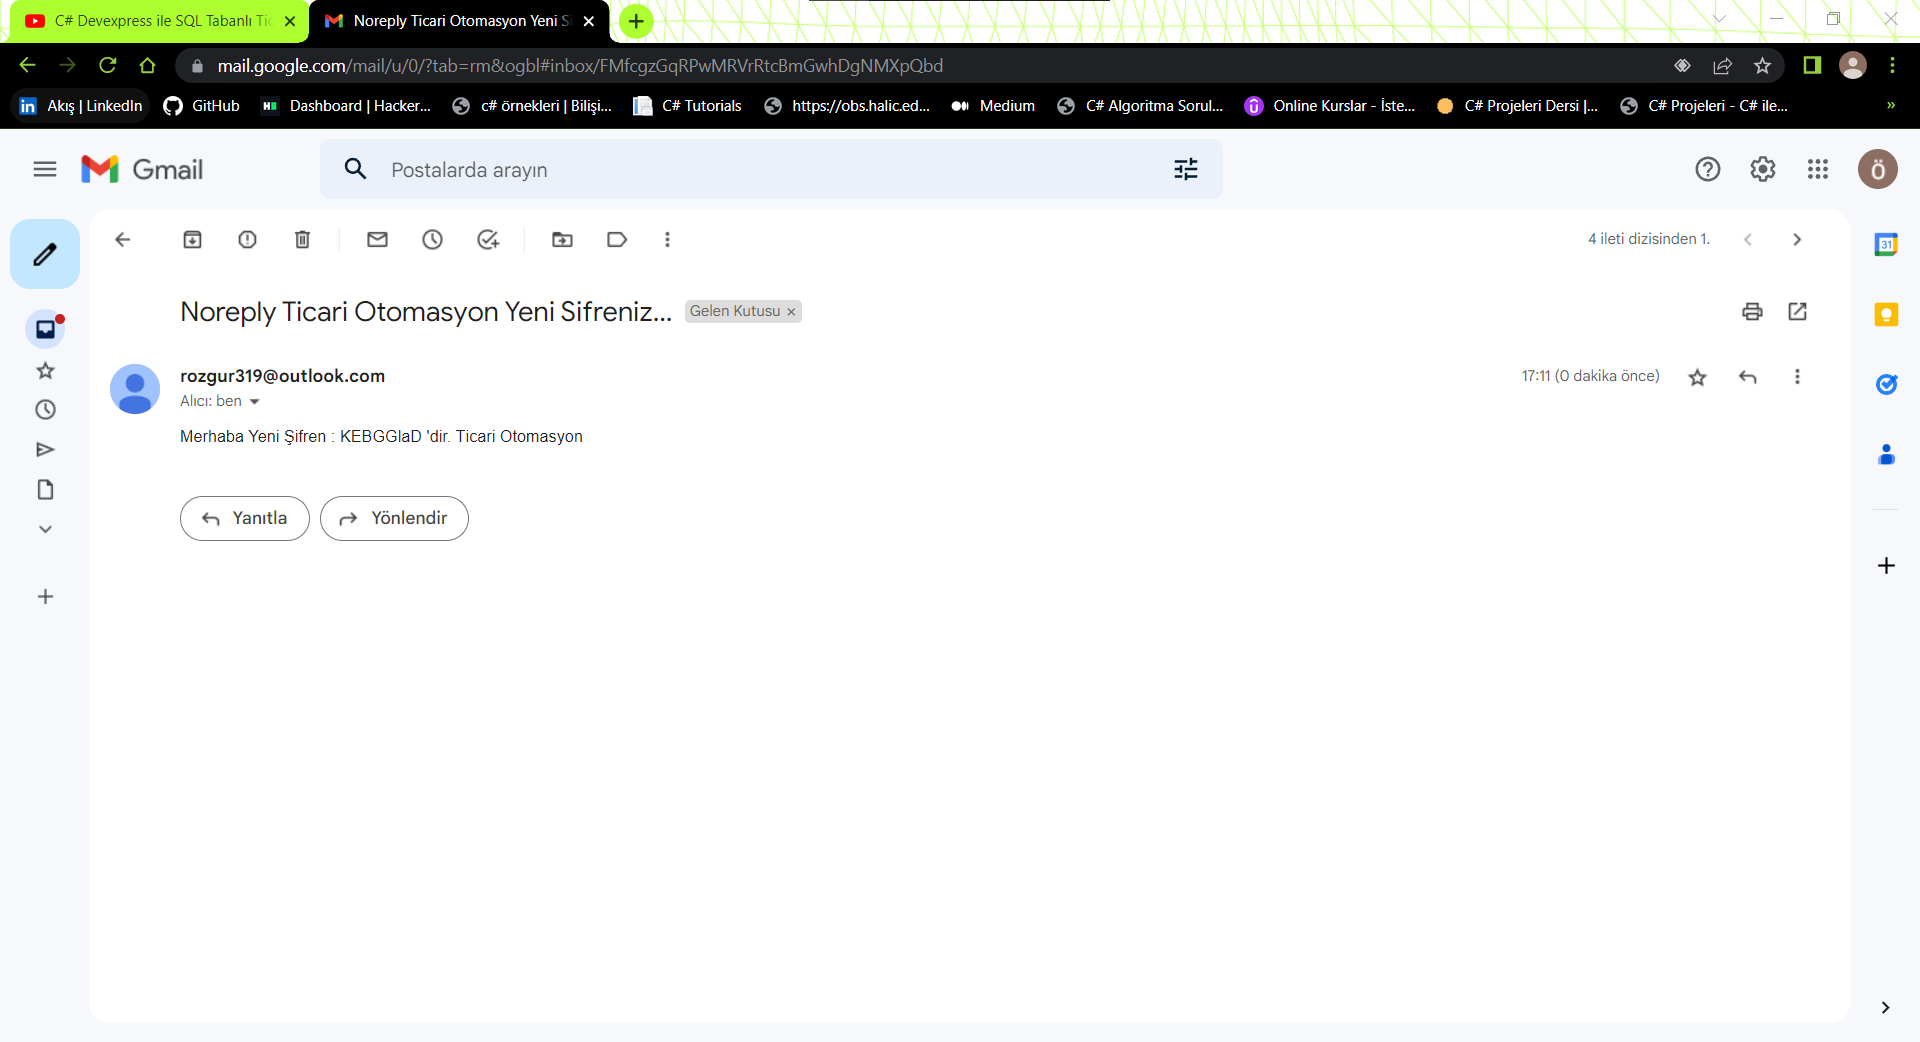 C# Devexpress ile SQL Tabanlı Tic
Noreply Ticari Otomasyon Yeni S
mail.google.com/mail/u/0/?tab=rm&ogbl#inbox/FMfcgzGqRPwMRVrRtcBmGwhDgNMXpQbd
Akış | LinkedIn
GitHub
Dashboard | Hacker...
c# örnekleri | Bilişi...
C# Tutorials
https://obs.halic.ed...
Medium
C# Algoritma Sorul...
Online Kurslar - İste...
C# Projeleri Dersi |...
C# Projeleri - C# ile...
Gmail
Postalarda arayın
Ö
4 ileti dizisinden 1.
31
Noreply Ticari Otomasyon Yeni Sifreniz...
Gelen Kutusu
rozgur319@outlook.com
17:11 (0 dakika önce)
Alıcı: ben
Merhaba Yeni Şifren : KEBGGlaD 'dir. Ticari Otomasyon
Yanıtla
Yönlendir